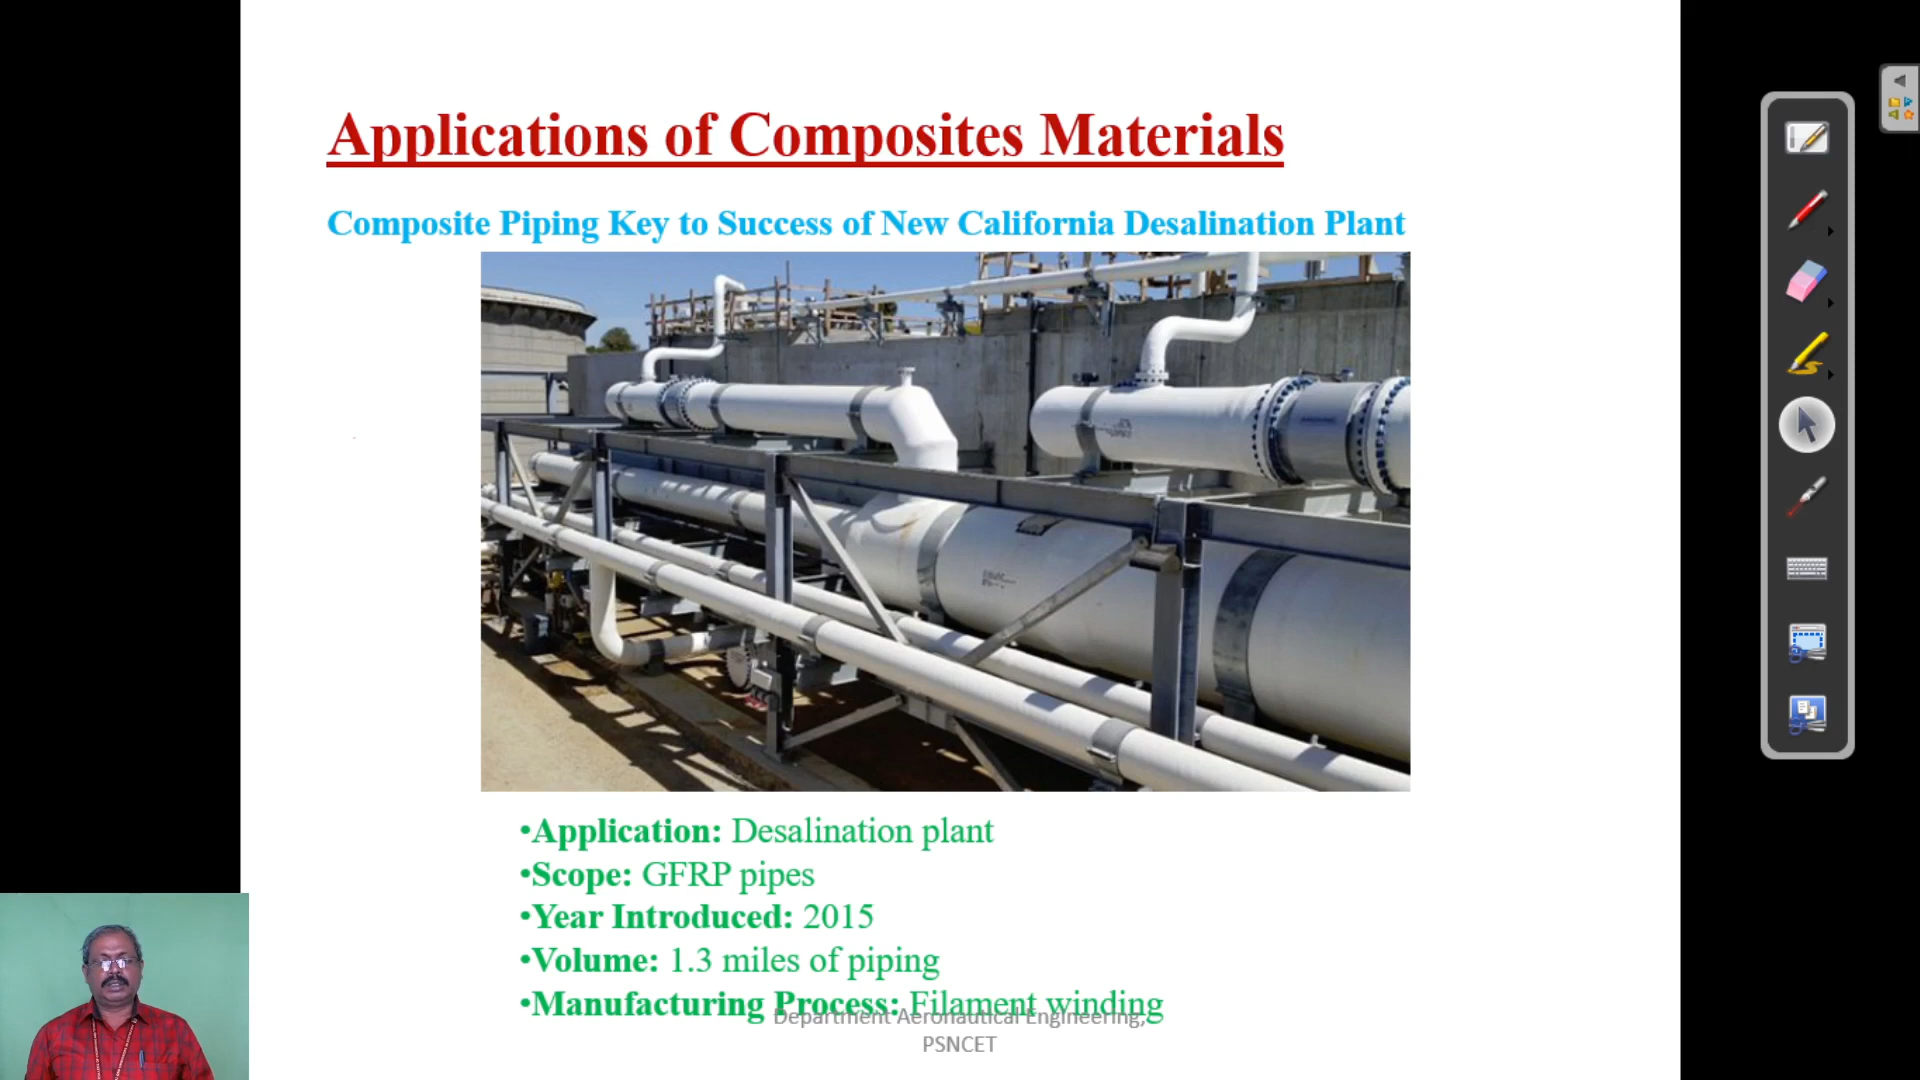 Applications of Composites Materials
Composite Piping Key to Success of New California Desalination Plant
•Application: Desalination plant
•Scope: GFRP pipes
•Year Introduced: 2015
•Volume: 1.3 miles of piping
•Manufacturing Process: Filament winding
Department Aeronautical Engineering,
PSNCET